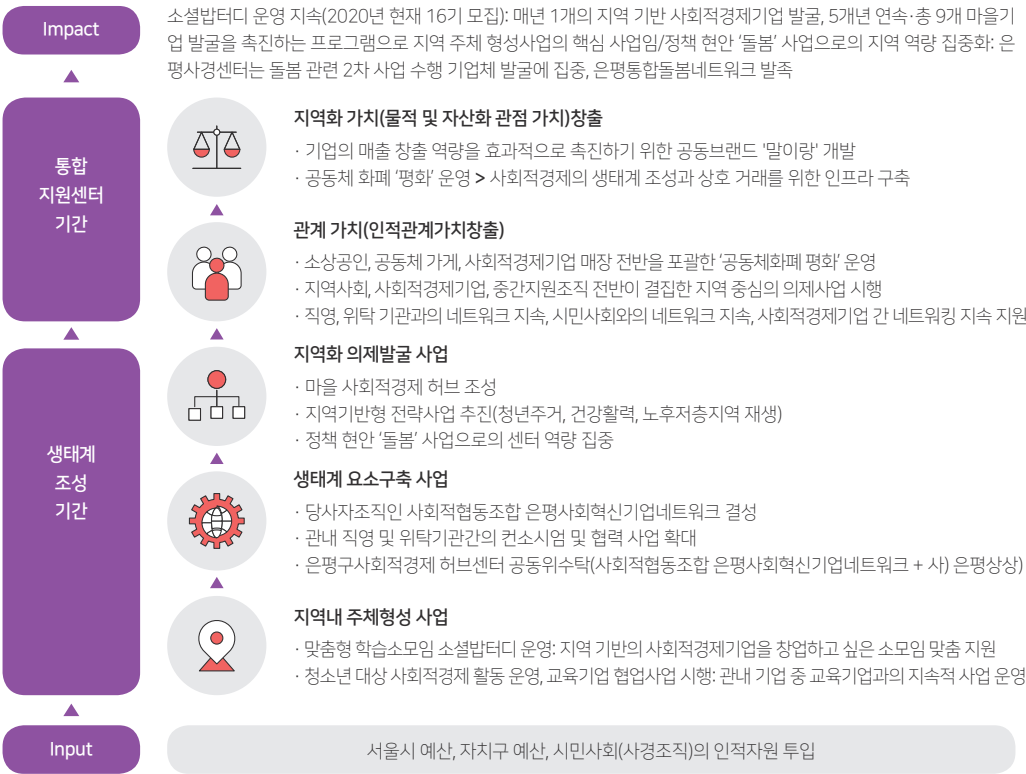 Impact
소셜밥터디 운영 지속(2020년 현재 16기 모집): 매년 1개의 지역 기반 사회적경제기업 발굴, 5개년 연속·총 9개 마을기
업 발굴을 촉진하는 프로그램으로 지역 주체 형성사업의 핵심 사업임/정책 현안 ‘돌봄’ 사업으로의 지역 역량 집중화: 은
평사경센터는 돌봄 관련 2차 사업 수행 기업체 발굴에 집중, 은평통합돌봄네트워크 발족
통합
지원센터
기간
지역화 가치(물적 및 자산화 관점 가치)창출
· 기업의 매출 창출 역량을 효과적으로 촉진하기 위한 공동브랜드 '말이랑' 개발
· 공동체 화폐 ‘평화’ 운영 > 사회적경제의 생태계 조성과 상호 거래를 위한 인프라 구축
관계 가치(인적관계가치창출)
· 소상공인, 공동체 가게, 사회적경제기업 매장 전반을 포괄한 ‘공동체화폐 평화’ 운영
· 지역사회, 사회적경제기업, 중간지원조직 전반이 결집한 지역 중심의 의제사업 시행
· 직영, 위탁 기관과의 네트워크 지속, 시민사회와의 네트워크 지속, 사회적경제기업 간 네트워킹 지속 지원
생태계
조성
기간
지역화 의제발굴 사업
· 마을 사회적경제 허브 조성
· 지역기반형 전략사업 추진(청년주거, 건강활력, 노후저층지역 재생)
· 정책 현안 ‘돌봄’ 사업으로의 센터 역량 집중
생태계 요소구축 사업
· 당사자조직인 사회적협동조합 은평사회혁신기업네트워크 결성
· 관내 직영 및 위탁기관간의 컨소시엄 및 협력 사업 확대
· 은평구사회적경제 허브센터 공동위수탁(사회적협동조합 은평사회혁신기업네트워크 + 사) 은평상상)
지역내 주체형성 사업
· 맞춤형 학습소모임 소셜밥터디 운영: 지역 기반의 사회적경제기업을 창업하고 싶은 소모임 맞춤 지원
· 청소년 대상 사회적경제 활동 운영, 교육기업 협업사업 시행: 관내 기업 중 교육기업과의 지속적 사업 운영
Input
서울시 예산, 자치구 예산, 시민사회(사경조직)의 인적자원 투입